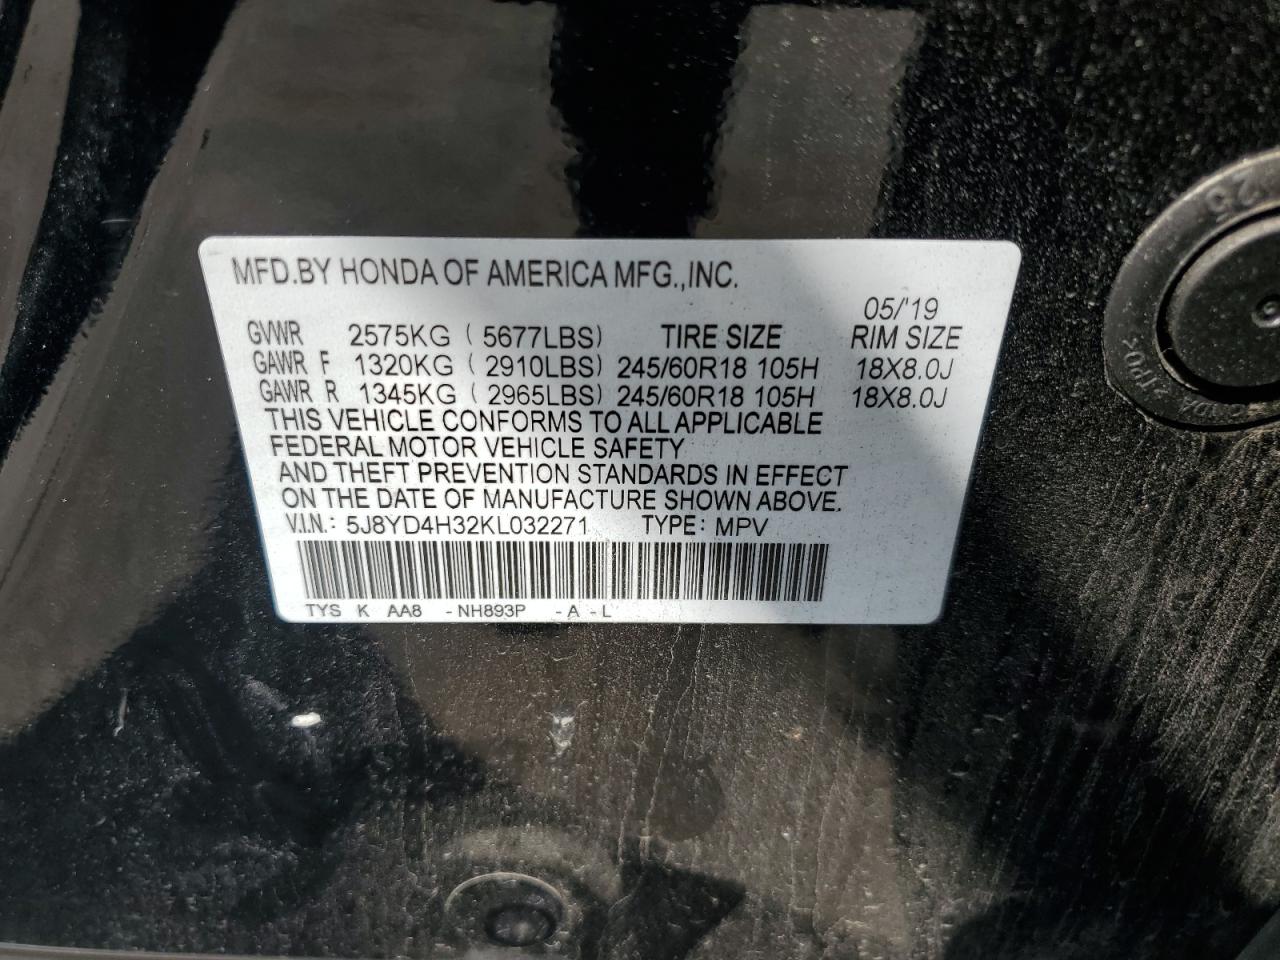 MFD.BY HONDA OF AMERICA MFG.,INC.
05/'19
GVWR 2575KG ( 5677LBS) TIRE SIZE RIM SIZE
GAWR F 1320KG ( 2910LBS) 245/60R18 105H 18X8.0J
GAWR R 1345KG ( 2965LBS) 245/60R18 105H 18X8.0J
THIS VEHICLE CONFORMS TO ALL APPLICABLE
FEDERAL MOTOR VEHICLE SAFETY
AND THEFT PREVENTION STANDARDS IN EFFECT
ON THE DATE OF MANUFACTURE SHOWN ABOVE.
V.I.N.: 5J8YD4H32KL032271 TYPE: MPV
TYS K AA8 -NH893P -A -L
25